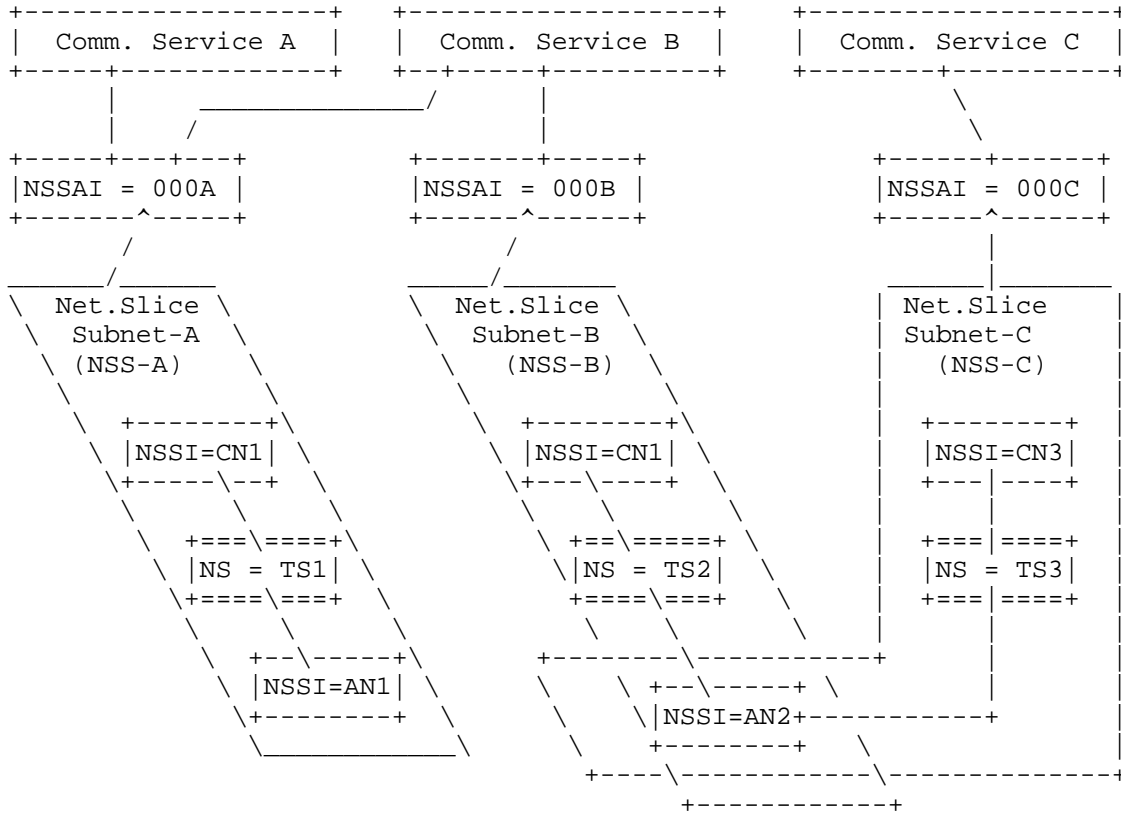 Comm. Service A Comm. Service B Comm. Service C
NSSAI = 000A NSSAI = 000B NSSAI = 000C
Net.Slice Net.Slice Net.Slice
Subnet-A Subnet-B Subnet-C
(NSS-A) (NSS-B) (NSS-C)
NSSI=CN1 NSSI=CN1 NSSI=CN3
NS = TS1 NS = TS2 NS = TS3
NSSI=AN1 NSSI=AN2